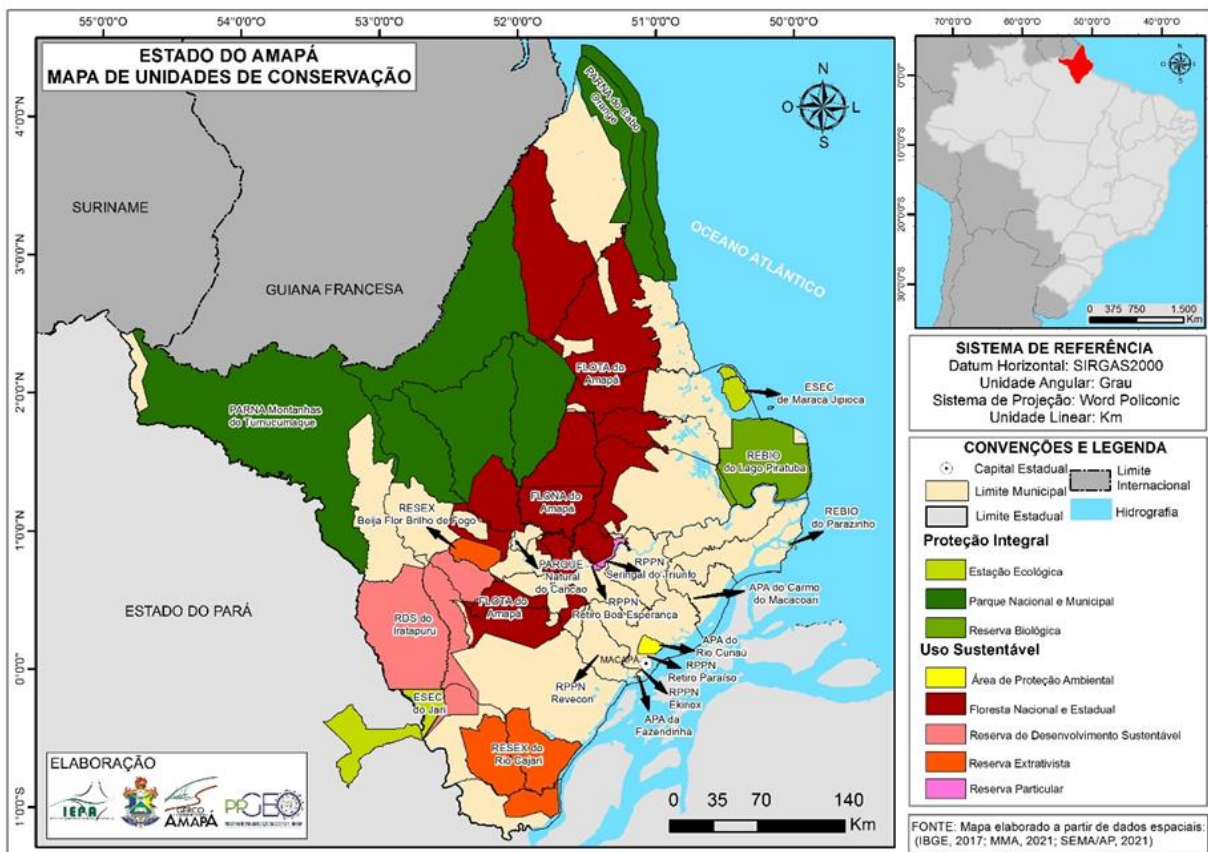 55°0'0"O
54°0'0"O
53°0'0"O
52°0'0"O
51°0'0"O
50°0'0"O
ESTADO DO AMAPÁ
MAPA DE UNIDADES DE CONSERVAÇÃO
4°0'0"N
3°0'0"N
2°0'0"N
1°0'0"N
0°0'0"
1°0'0"S
N
O
L
S
SURINAME
GUIANA FRANCESA
OCEANO ATLÂNTICO
PARNA do Cabo
Orange
FLOTA do
Amapá
ESEC
de Maraca Jipioca
PARNA Montanhas
do Tumucumaque
REBIO
do Lago Piratuba
FLONA do
Amapá
RESEX
Beija Flor Brilho de Fogo
REBIO
do Parazinho
PARQUE
Natural
do Cancao
RPPN
Seringal do Triunfo
RPPN
Retiro Boa Esperança
APA do Carmo
do Macacoari
ESTADO DO PARÁ
FLOTA do
Amapá
RDS do
Iratapuru
APA do
Rio Curiaú
MACAPÁ
RPPN
Retiro Paraíso
RPPN
Revecon
RPPN
Ekinox
APA da
Fazendinha
ESEC
do Jari
RESEX do
Rio Cajari
ELABORAÇÃO
IEPA
GERCO
AMAPÁ
PRGEO
0 35 70 140
Km
70°0'0"O
60°0'0"O
50°0'0"O
40°0'0"O
0°0'0"
10°0'0"S
20°0'0"S
30°0'0"S
N
O
L
S
0 375 750 1.500
Km
SISTEMA DE REFERÊNCIA
Datum Horizontal: SIRGAS2000
Unidade Angular: Grau
Sistema de Projeção: Word Policonic
Unidade Linear: Km
CONVENÇÕES E LEGENDA
Capital Estadual
Limite Municipal
Limite Estadual
Limite
Internacional
Hidrografia
Proteção Integral
Estação Ecológica
Parque Nacional e Municipal
Reserva Biológica
Uso Sustentável
Área de Proteção Ambiental
Floresta Nacional e Estadual
Reserva de Desenvolvimento Sustentável
Reserva Extrativista
Reserva Particular
FONTE: Mapa elaborado a partir de dados espaciais:
(IBGE, 2017; MMA, 2021; SEMA/AP, 2021)